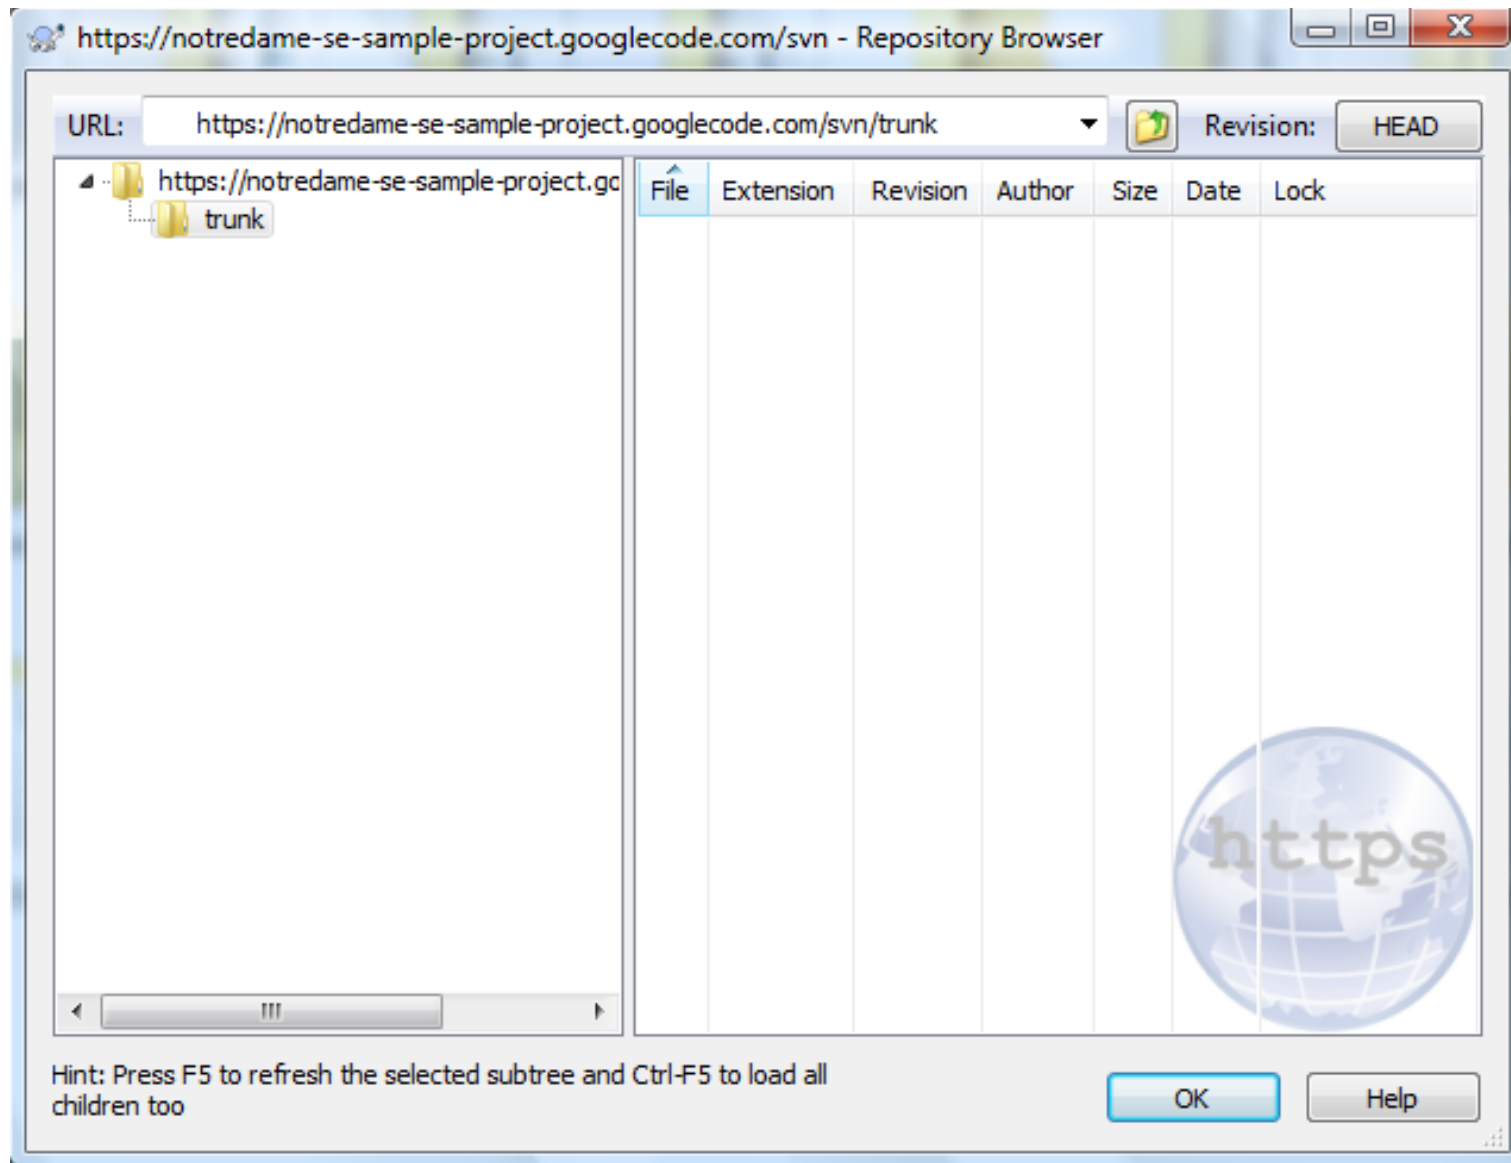 https://notredame-se-sample-project.googlecode.com/svn - Repository Browser
URL: https://notredame-se-sample-project.googlecode.com/svn/trunk Revision: HEAD
https://notredame-se-sample-project.gc
trunk
File Extension Revision Author Size Date Lock
https
Hint: Press F5 to refresh the selected subtree and Ctrl-F5 to load all
children too
OK Help